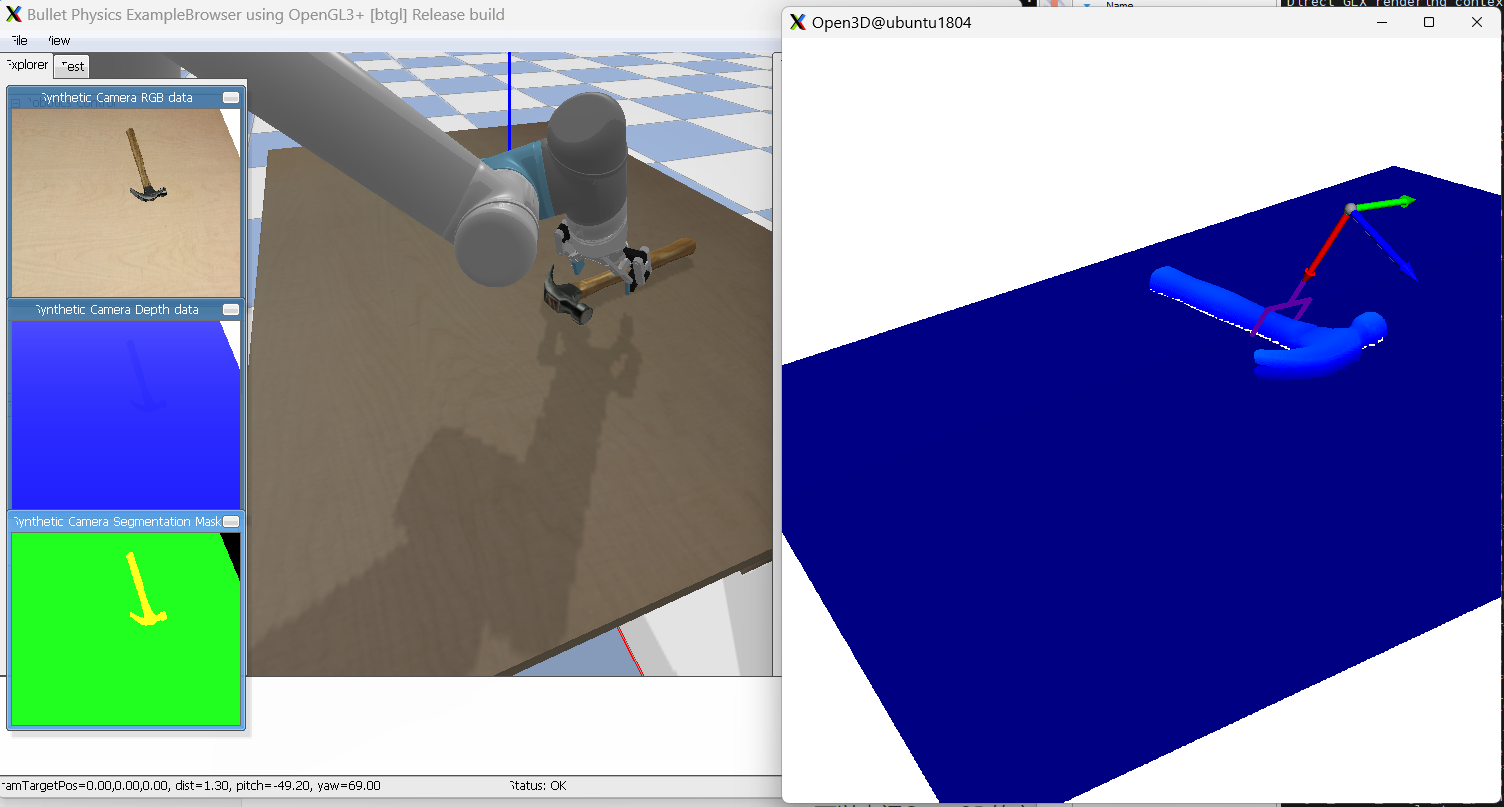 Bullet Physics ExampleBrowser using OpenGL3+ [btgl] Release build
File View
Explorer Test
Synthetic Camera RGB data
Synthetic Camera Depth data
Synthetic Camera Segmentation Mask
camTargetPos=0.00,0.00,0.00, dist=1.30, pitch=-49.20, yaw=69.00
Status: OK
Name
Direct GLX rendering contex
Open3D@ubuntu1804